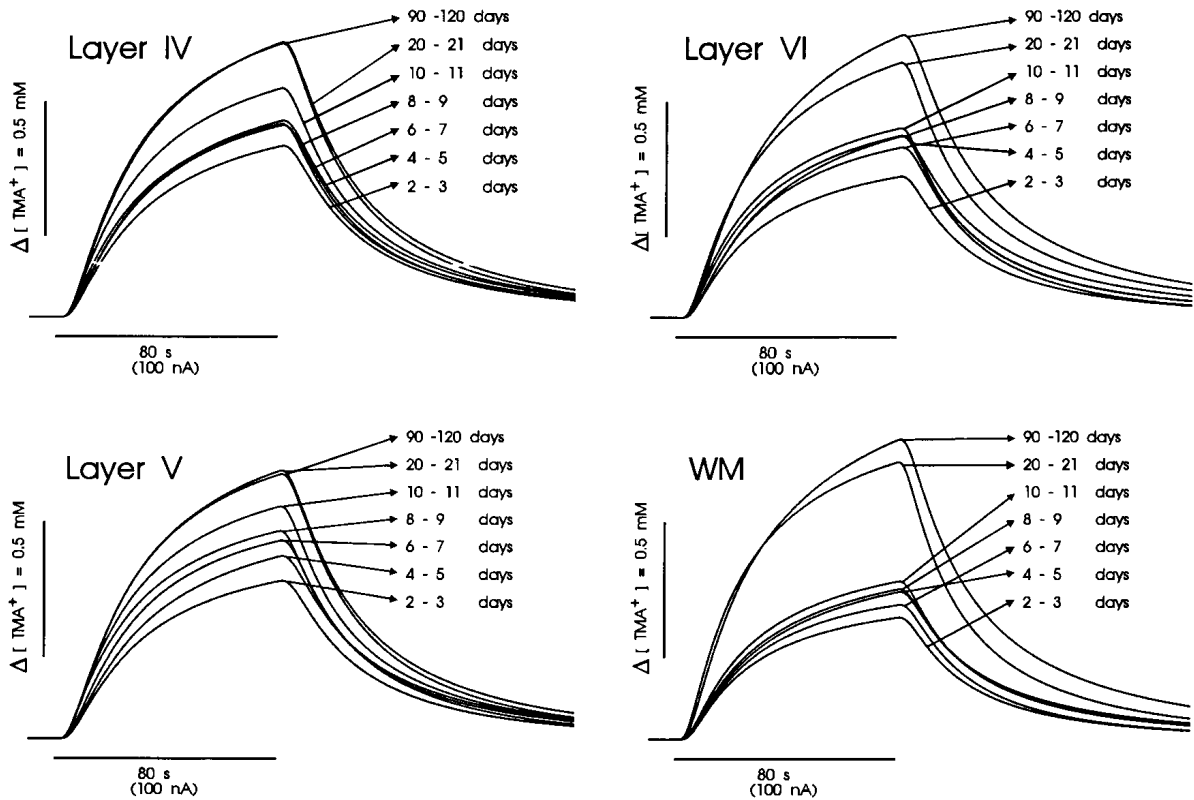 Layer IV
90 -120 days
20 - 21 days
10 - 11 days
8 - 9 days
6 - 7 days
4 - 5 days
2 - 3 days
Δ [ TMA+ ] = 0.5 mM
80 s
(100 nA)
Layer VI
90 -120 days
20 - 21 days
10 - 11 days
8 - 9 days
6 - 7 days
4 - 5 days
2 - 3 days
Δ [ TMA+ ] = 0.5 mM
80 s
(100 nA)
Layer V
90 -120 days
20 - 21 days
10 - 11 days
8 - 9 days
6 - 7 days
4 - 5 days
2 - 3 days
Δ [ TMA+ ] = 0.5 mM
80 s
(100 nA)
WM
90 -120 days
20 - 21 days
10 - 11 days
8 - 9 days
6 - 7 days
4 - 5 days
2 - 3 days
Δ [ TMA+ ] = 0.5 mM
80 s
(100 nA)